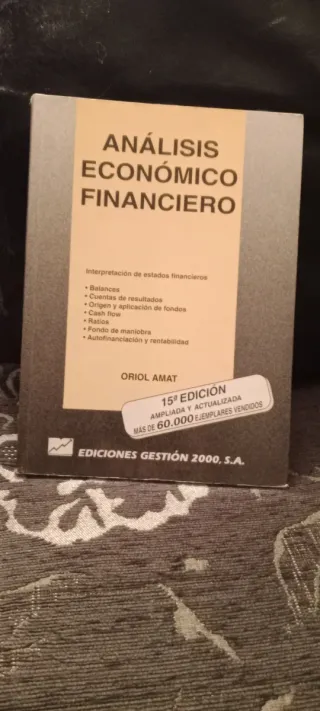 ANÁLISIS
ECONÓMICO
FINANCIERO
Interpretación de estados financieros
• Balances
• Cuentas de resultados
• Origen y aplicación de fondos
• Cash flow
• Ratios
• Fondo de maniobra
• Autofinanciación y rentabilidad
ORIOL AMAT
15ª EDICIÓN
AMPLIADA Y ACTUALIZADA
MÁS DE 60.000 EJEMPLARES VENDIDOS
EDICIONES GESTIÓN 2000, S.A.